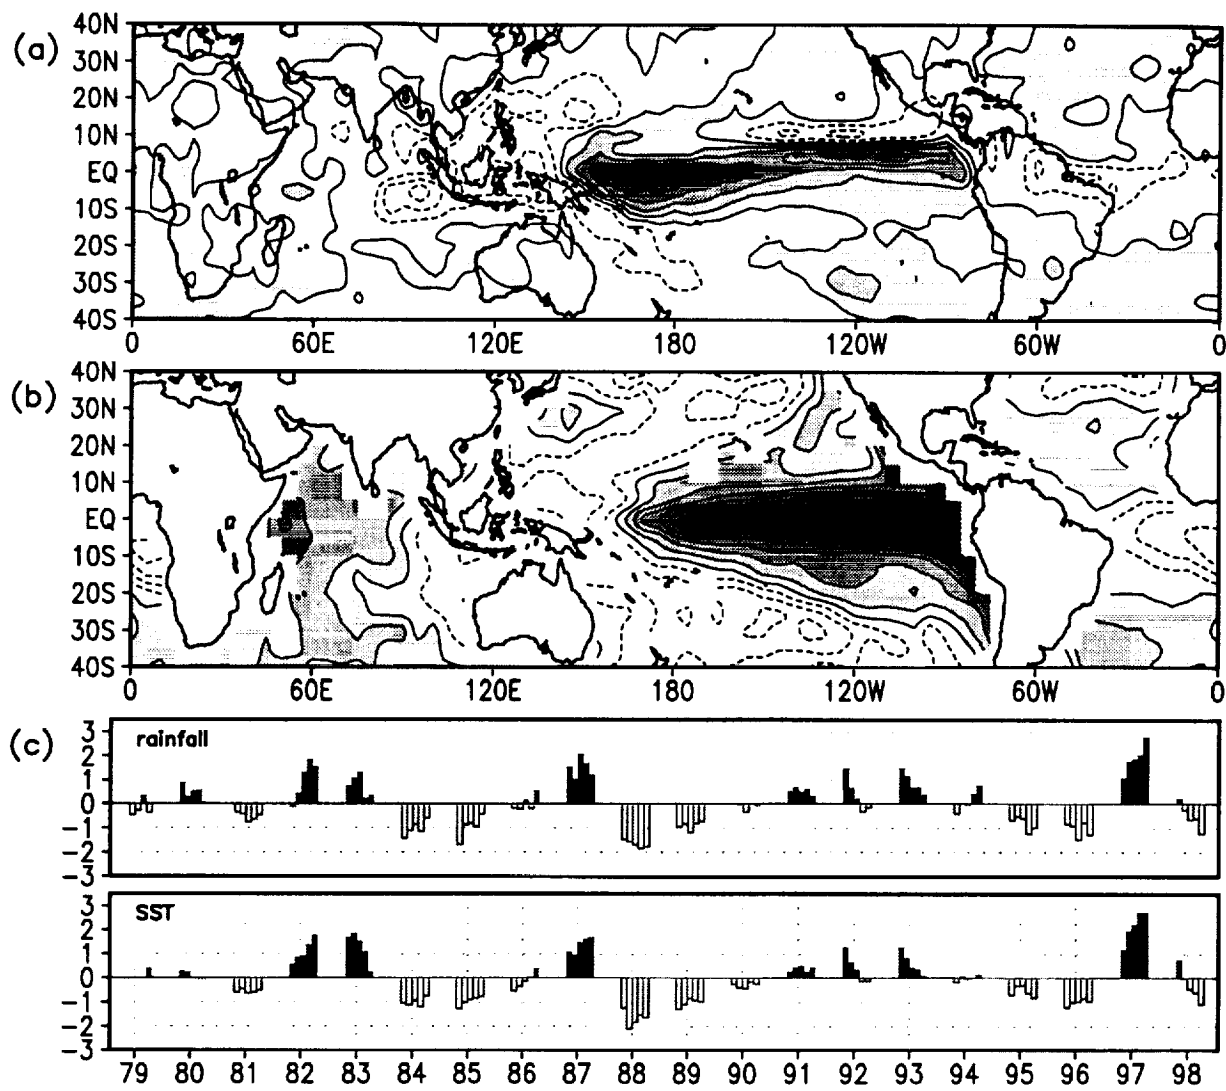 (a)
40N
30N
20N
10N
EQ
10S
20S
30S
40S
0 60E 120E 180 120W 60W 0
(b)
40N
30N
20N
10N
EQ
10S
20S
30S
40S
0 60E 120E 180 120W 60W 0
(c)
rainfall
3
2
1
0
-1
-2
-3
SST
3
2
1
0
-1
-2
-3
79 80 81 82 83 84 85 86 87 88 89 90 91 92 93 94 95 96 97 98